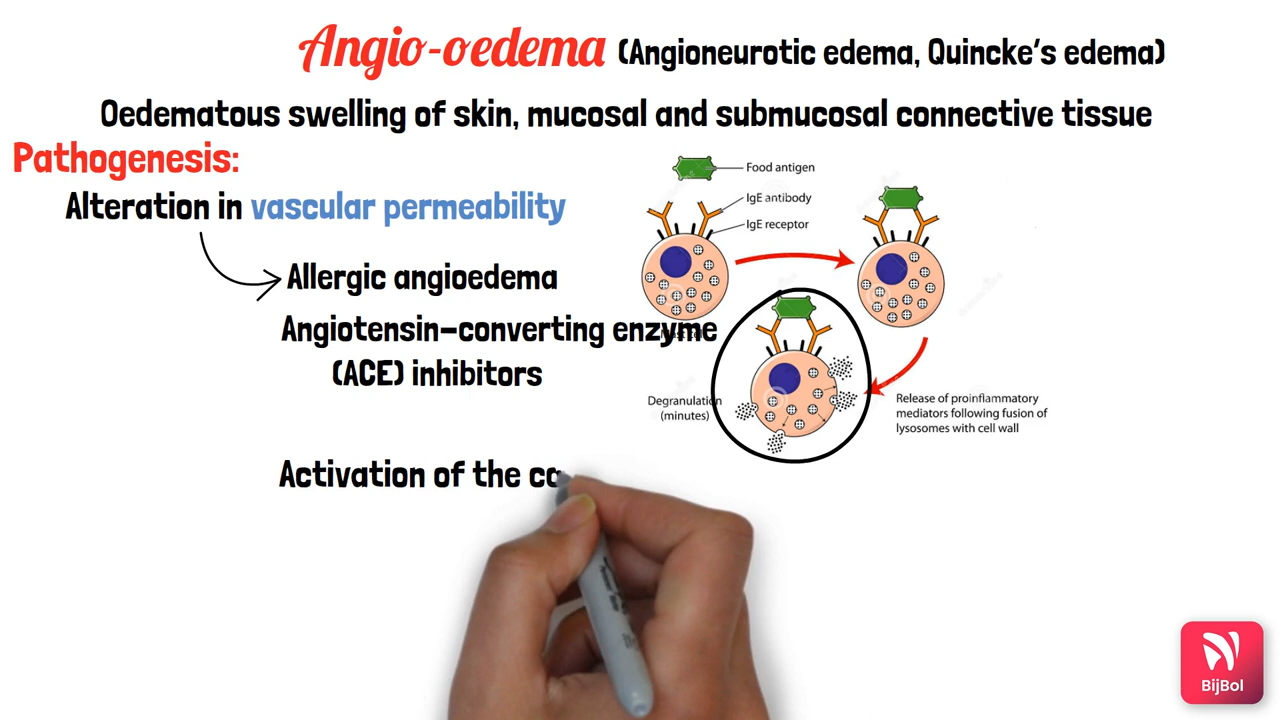 Angio-oedema (Angioneurotic edema, Quincke's edema)
Oedematous swelling of skin, mucosal and submucosal connective tissue
Pathogenesis:
Alteration in vascular permeability
Allergic angioedema
Angiotensin-converting enzyme
(ACE) inhibitors
Activation of the
Food antigen
IgE antibody
IgE receptor
Degranulation
(minutes)
Release of proinflammatory
mediators following fusion of
lysosomes with cell wall
BijBol